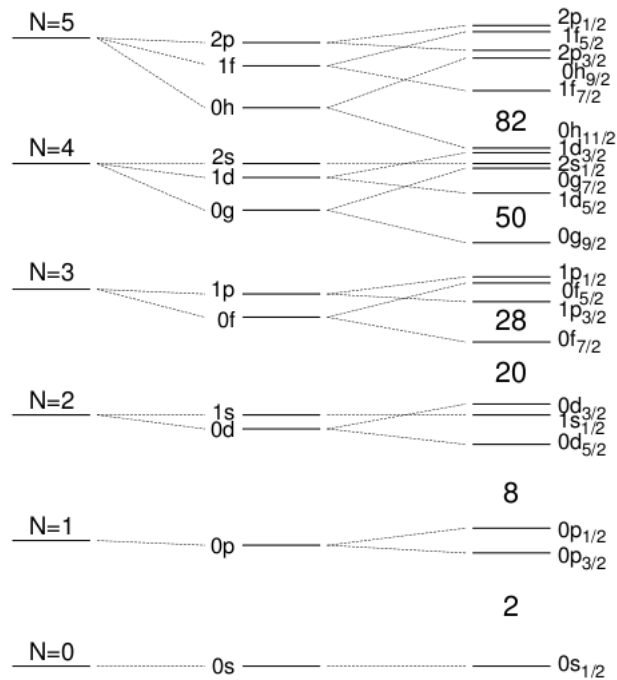 N=5
2p
1f
0h
2p1/2
1f5/2
2p3/2
0h9/2
1f7/2
82
N=4
2s
1d
0g
0h11/2
1d3/2
2s1/2
0g7/2
1d5/2
50
0g9/2
N=3
1p
0f
1p1/2
0f5/2
1p3/2
28
0f7/2
20
N=2
1s
0d
0d3/2
1s1/2
0d5/2
8
N=1
0p
0p1/2
0p3/2
2
N=0
0s
0s1/2